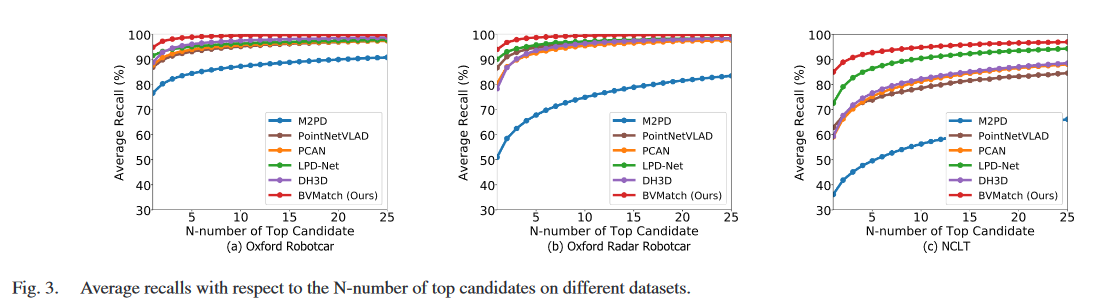 100
90
80
70
60
50
40
30
Average Recall (%)
M2PD
PointNetVLAD
PCAN
LPD-Net
DH3D
BVMatch (Ours)
5 10 15 20 25
N-number of Top Candidate
(a) Oxford Robotcar
100
90
80
70
60
50
40
30
Average Recall (%)
M2PD
PointNetVLAD
PCAN
LPD-Net
DH3D
BVMatch (Ours)
5 10 15 20 25
N-number of Top Candidate
(b) Oxford Radar Robotcar
100
90
80
70
60
50
40
30
Average Recall (%)
M2PD
PointNetVLAD
PCAN
LPD-Net
DH3D
BVMatch (Ours)
5 10 15 20 25
N-number of Top Candidate
(c) NCLT
Fig. 3. Average recalls with respect to the N-number of top candidates on different datasets.